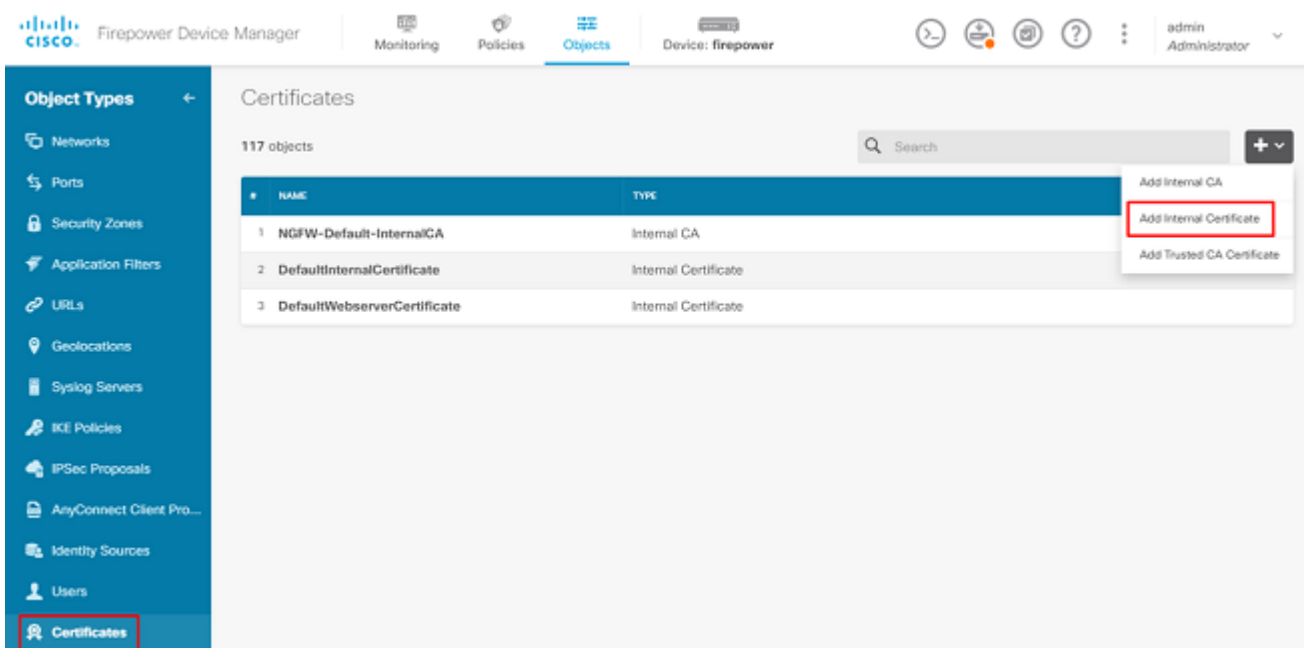 CISCO
Firepower Device Manager
Monitoring
Policies
Objects
Device: firepower
admin
Administrator
Object Types
Networks
Ports
Security Zones
Application Filters
URLs
Geolocations
Syslog Servers
IKE Policies
IPSec Proposals
AnyConnect Client Pro...
Identity Sources
Users
Certificates
Certificates
117 objects
Search
# NAME TYPE
1 NGFW-Default-InternalCA Internal CA
2 DefaultInternalCertificate Internal Certificate
3 DefaultWebserverCertificate Internal Certificate
Add Internal CA
Add Internal Certificate
Add Trusted CA Certificate